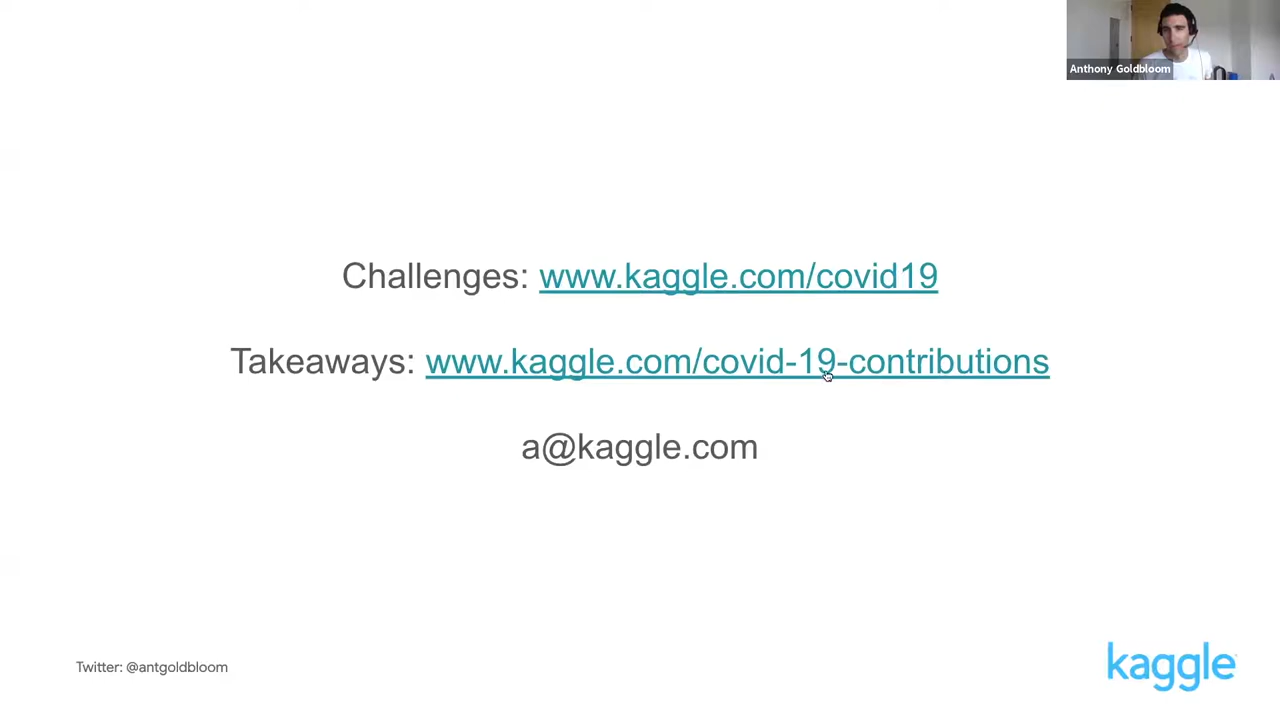 Anthony Goldbloom
Challenges: www.kaggle.com/covid19
Takeaways: www.kaggle.com/covid-19-contributions
a@kaggle.com
Twitter: @antgoldbloom
kaggle